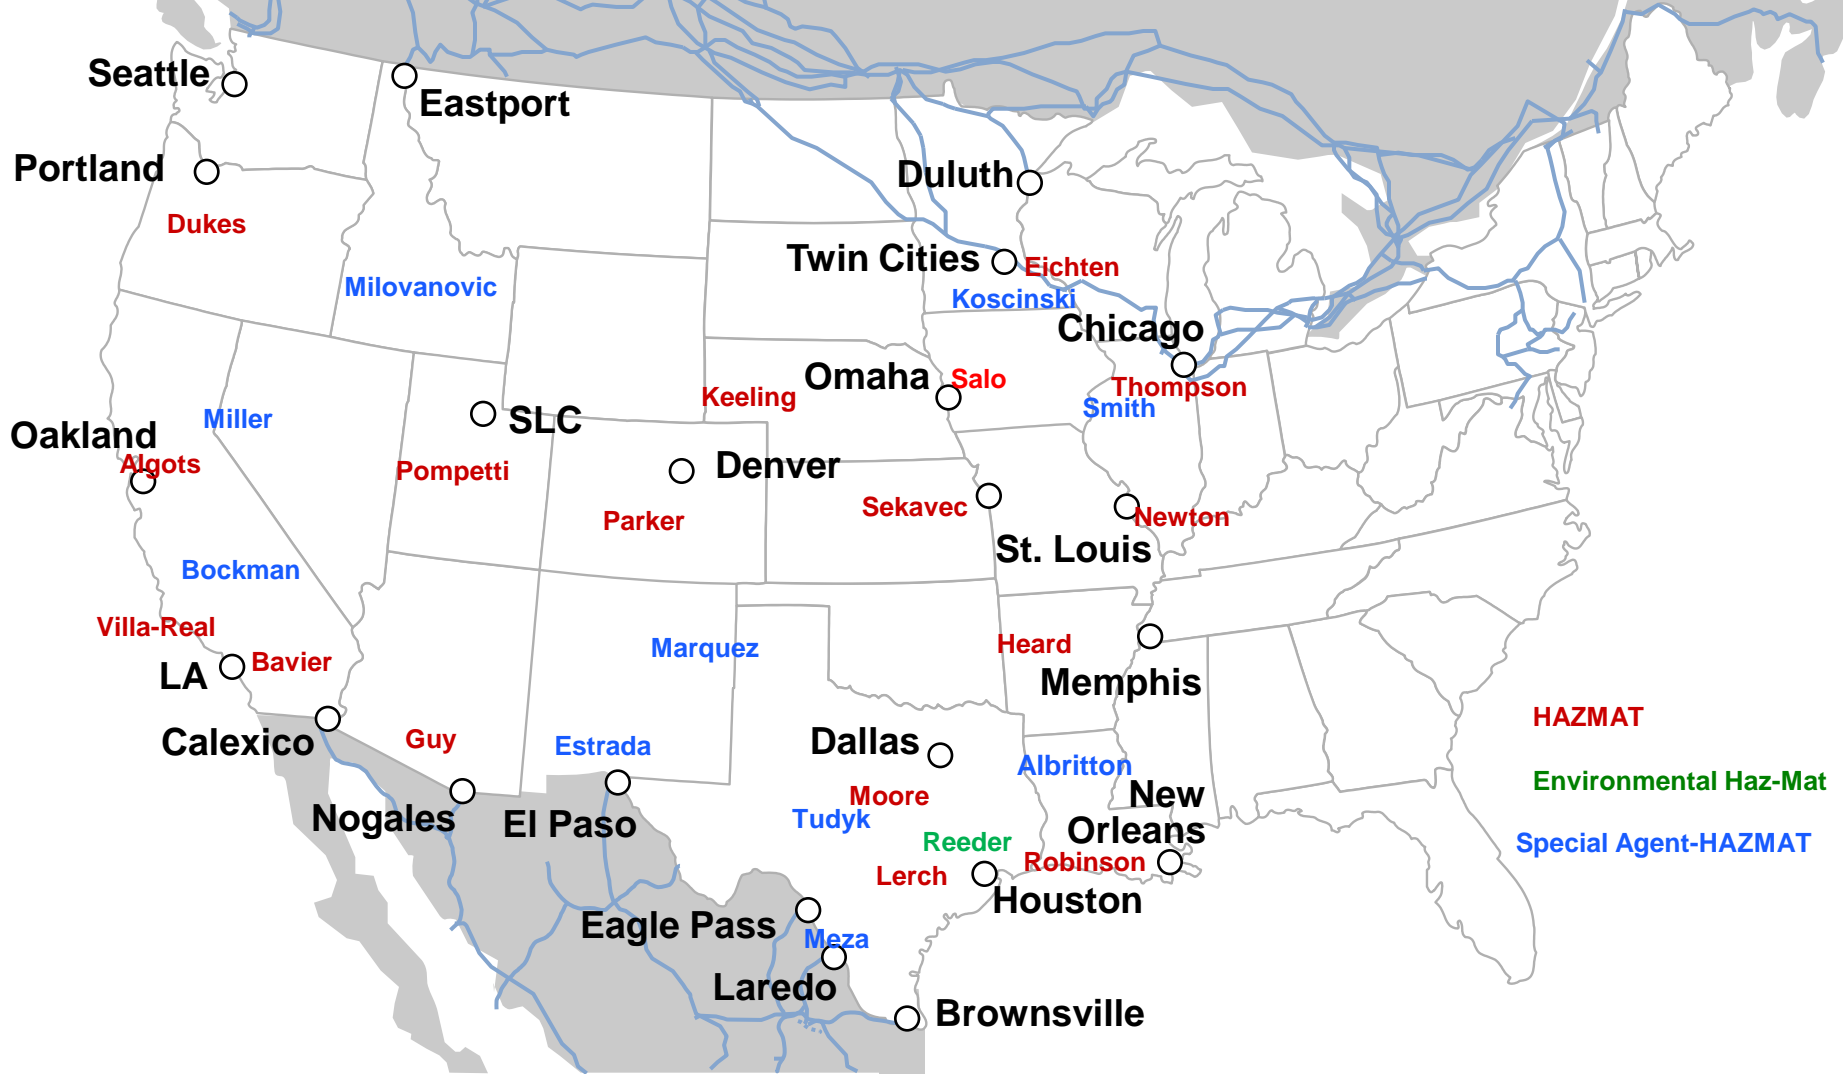 Seattle
Eastport
Portland
Duluth
Dukes
Twin Cities
Eichten
Milovanovic
Koscinski
Chicago
Omaha
Salo
Thompson
Keeling
Smith
Miller
SLC
Oakland
Algots
Pompetti
Denver
Parker
Sekavec
Newton
St. Louis
Bockman
Villa-Real
Marquez
Heard
LA
Bavier
Memphis
HAZMAT
Calexico
Guy
Estrada
Dallas
Albritton
Environmental Haz-Mat
Moore
New
Orleans
Nogales
El Paso
Tudyk
Reeder
Special Agent-HAZMAT
Lerch
Robinson
Houston
Eagle Pass
Meza
Laredo
Brownsville